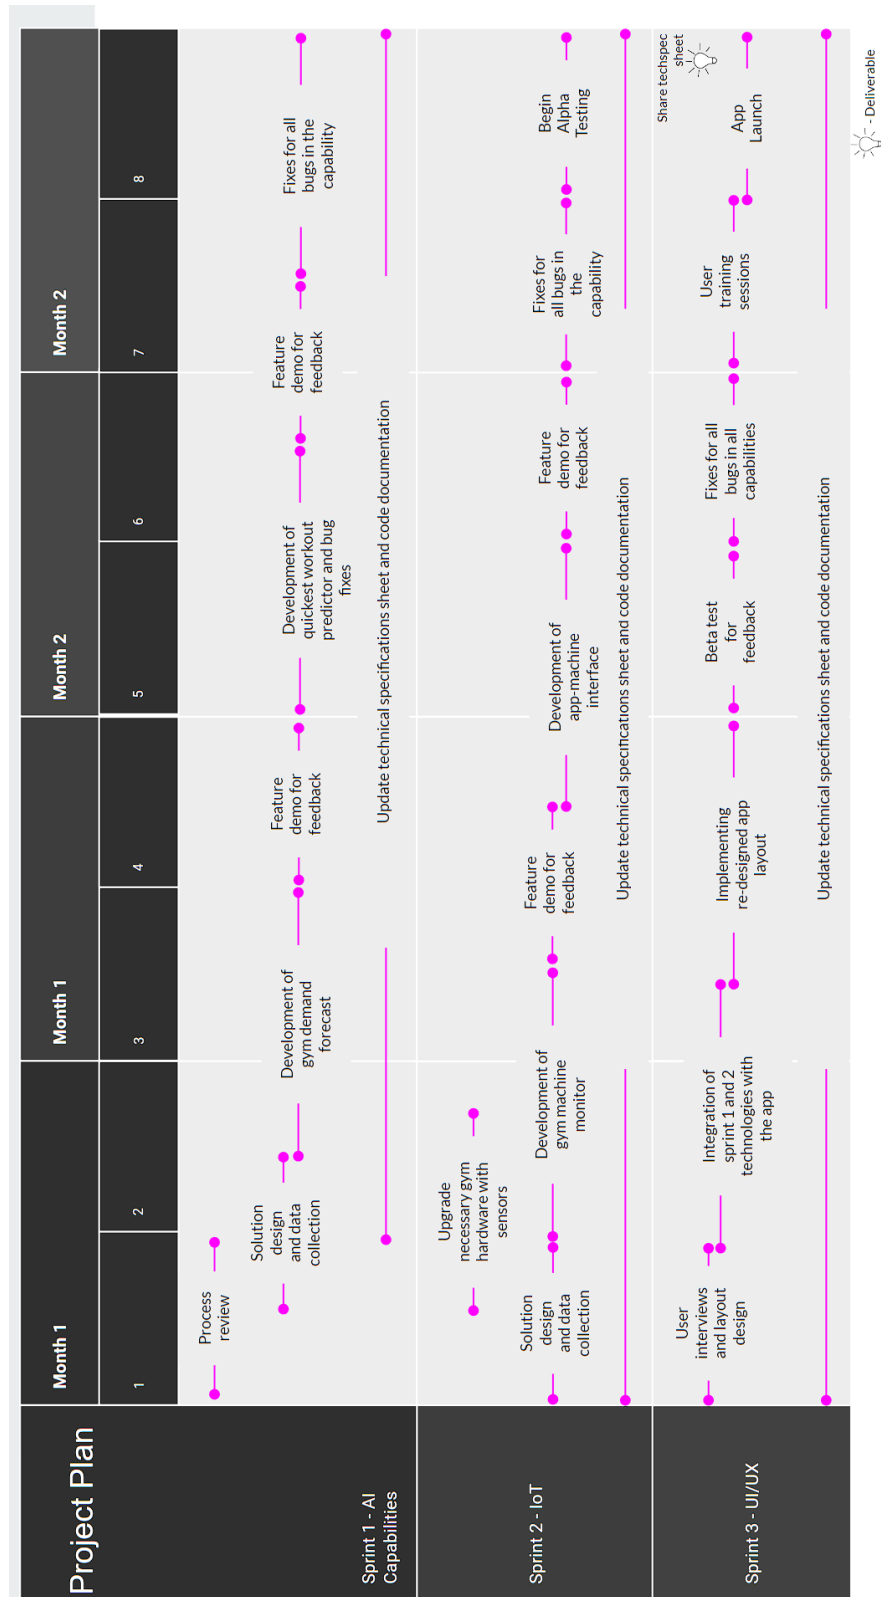 Project Plan
Month 1
Month 1
Month 2
Month 2
1
2
3
4
5
6
7
8
Sprint 1 - AI
Capabilities
Process
review
Solution
design
and data
collection
Development of
gym demand
forecast
Feature
demo for
feedback
Development of
quickest workout
predictor and bug
fixes
Feature
demo for
feedback
Fixes for all
bugs in the
capability
Update technical specifications sheet and code documentation
Sprint 2 - IoT
Upgrade
necessary gym
hardware with
sensors
Solution
design
and data
collection
Development of
gym machine
monitor
Feature
demo for
feedback
Development of
app-machine
interface
Feature
demo for
feedback
Fixes for
all bugs in
the
capability
Begin
Alpha
Testing
Update technical specifications sheet and code documentation
Sprint 3 - UI/UX
Share techspec
sheet
User
interviews
and layout
design
Integration of
sprint 1 and 2
technologies with
the app
Implementing
re-designed app
layout
Beta test
for
feedback
Fixes for all
bugs in all
capabilities
User
training
sessions
App
Launch
Update technical specifications sheet and code documentation
- Deliverable